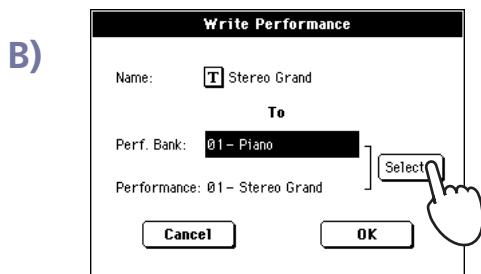 B)
Write Performance
Name: T Stereo Grand
To
Perf. Bank: 01- Piano
Select
Performance: 01- Stereo Grand
Cancel OK